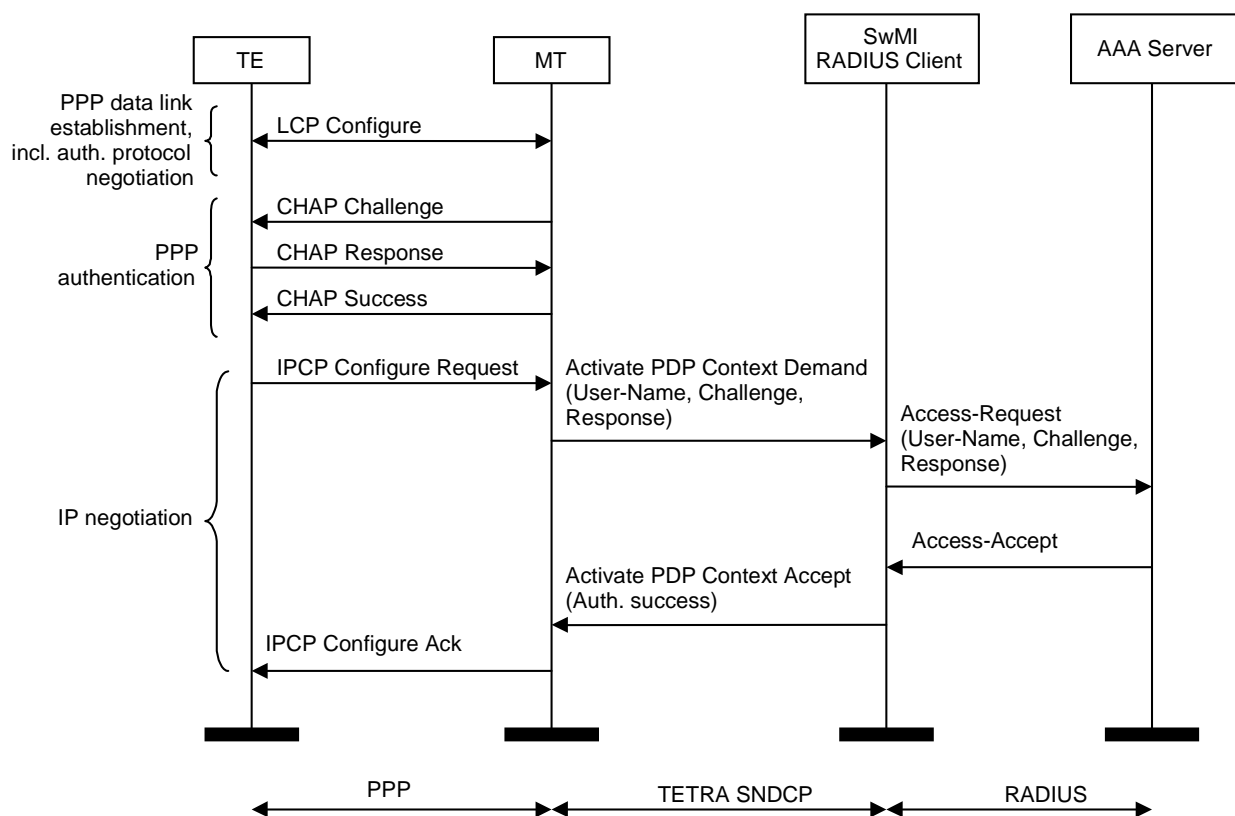 TE
MT
SwMI
RADIUS Client
AAA Server
PPP data link
establishment,
incl. auth. protocol
negotiation
LCP Configure
PPP
authentication
CHAP Challenge
CHAP Response
CHAP Success
IP negotiation
IPCP Configure Request
Activate PDP Context Demand
(User-Name, Challenge,
Response)
Access-Request
(User-Name, Challenge,
Response)
Access-Accept
Activate PDP Context Accept
(Auth. success)
IPCP Configure Ack
PPP
TETRA SNDCP
RADIUS